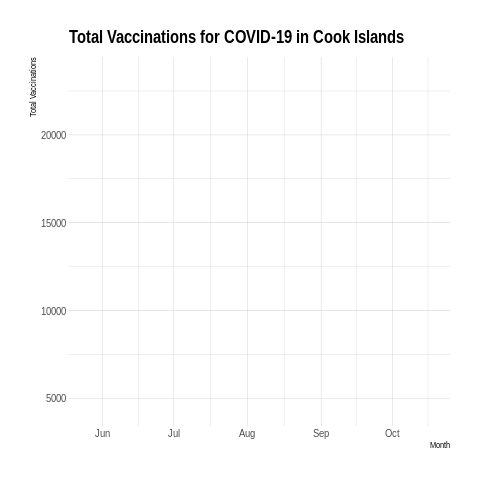 Total Vaccinations for COVID-19 in Cook Islands
Total Vaccinations
20000
15000
10000
5000
Jun Jul Aug Sep Oct
Month